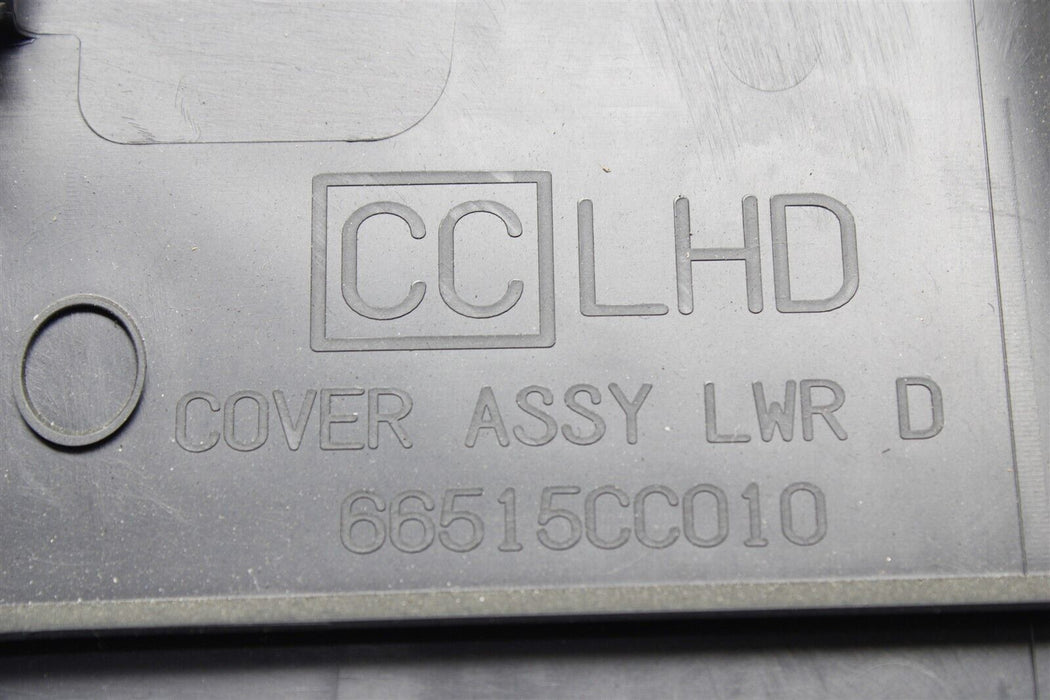 CC LHD
COVER ASSY LWR D
66515CC010